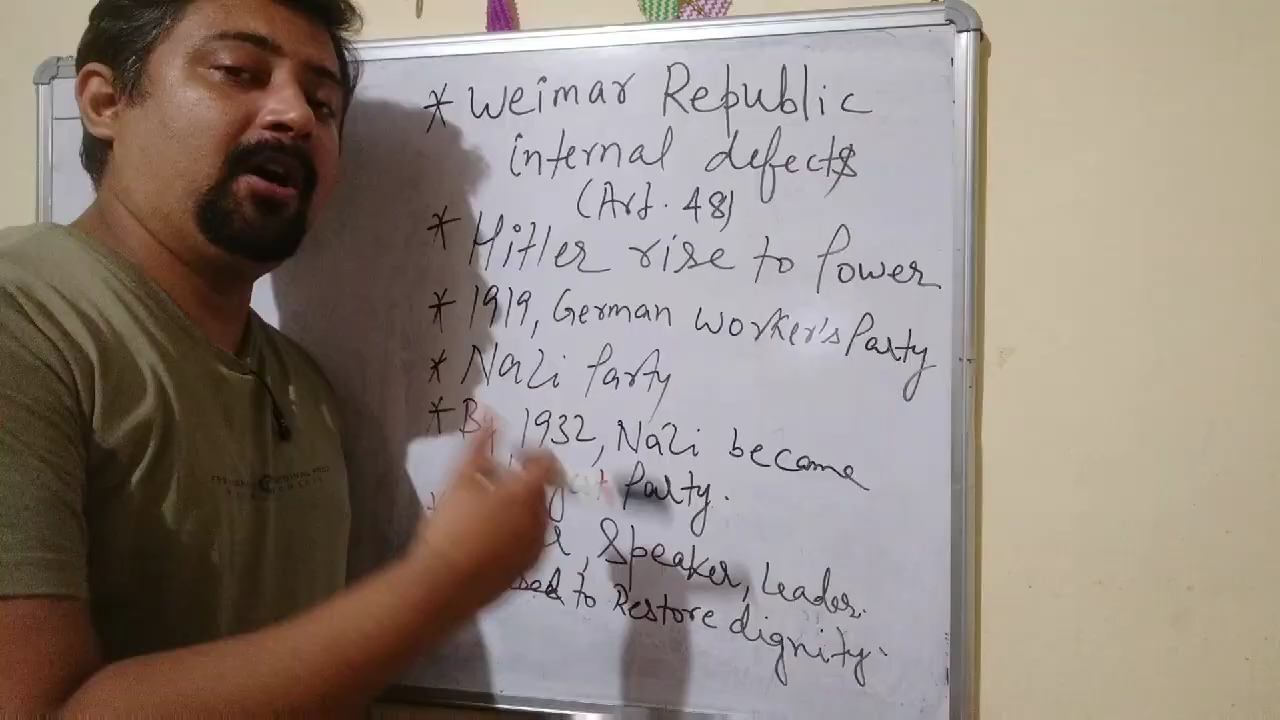 * Weimar Republic
internal defects
(Art. 48)
* Hitler rise to Power
* 1919, German Worker's Party
* Nazi Party
* By 1932, Nazi became
Party.
, Speaker, Leader.
to Restore dignity.